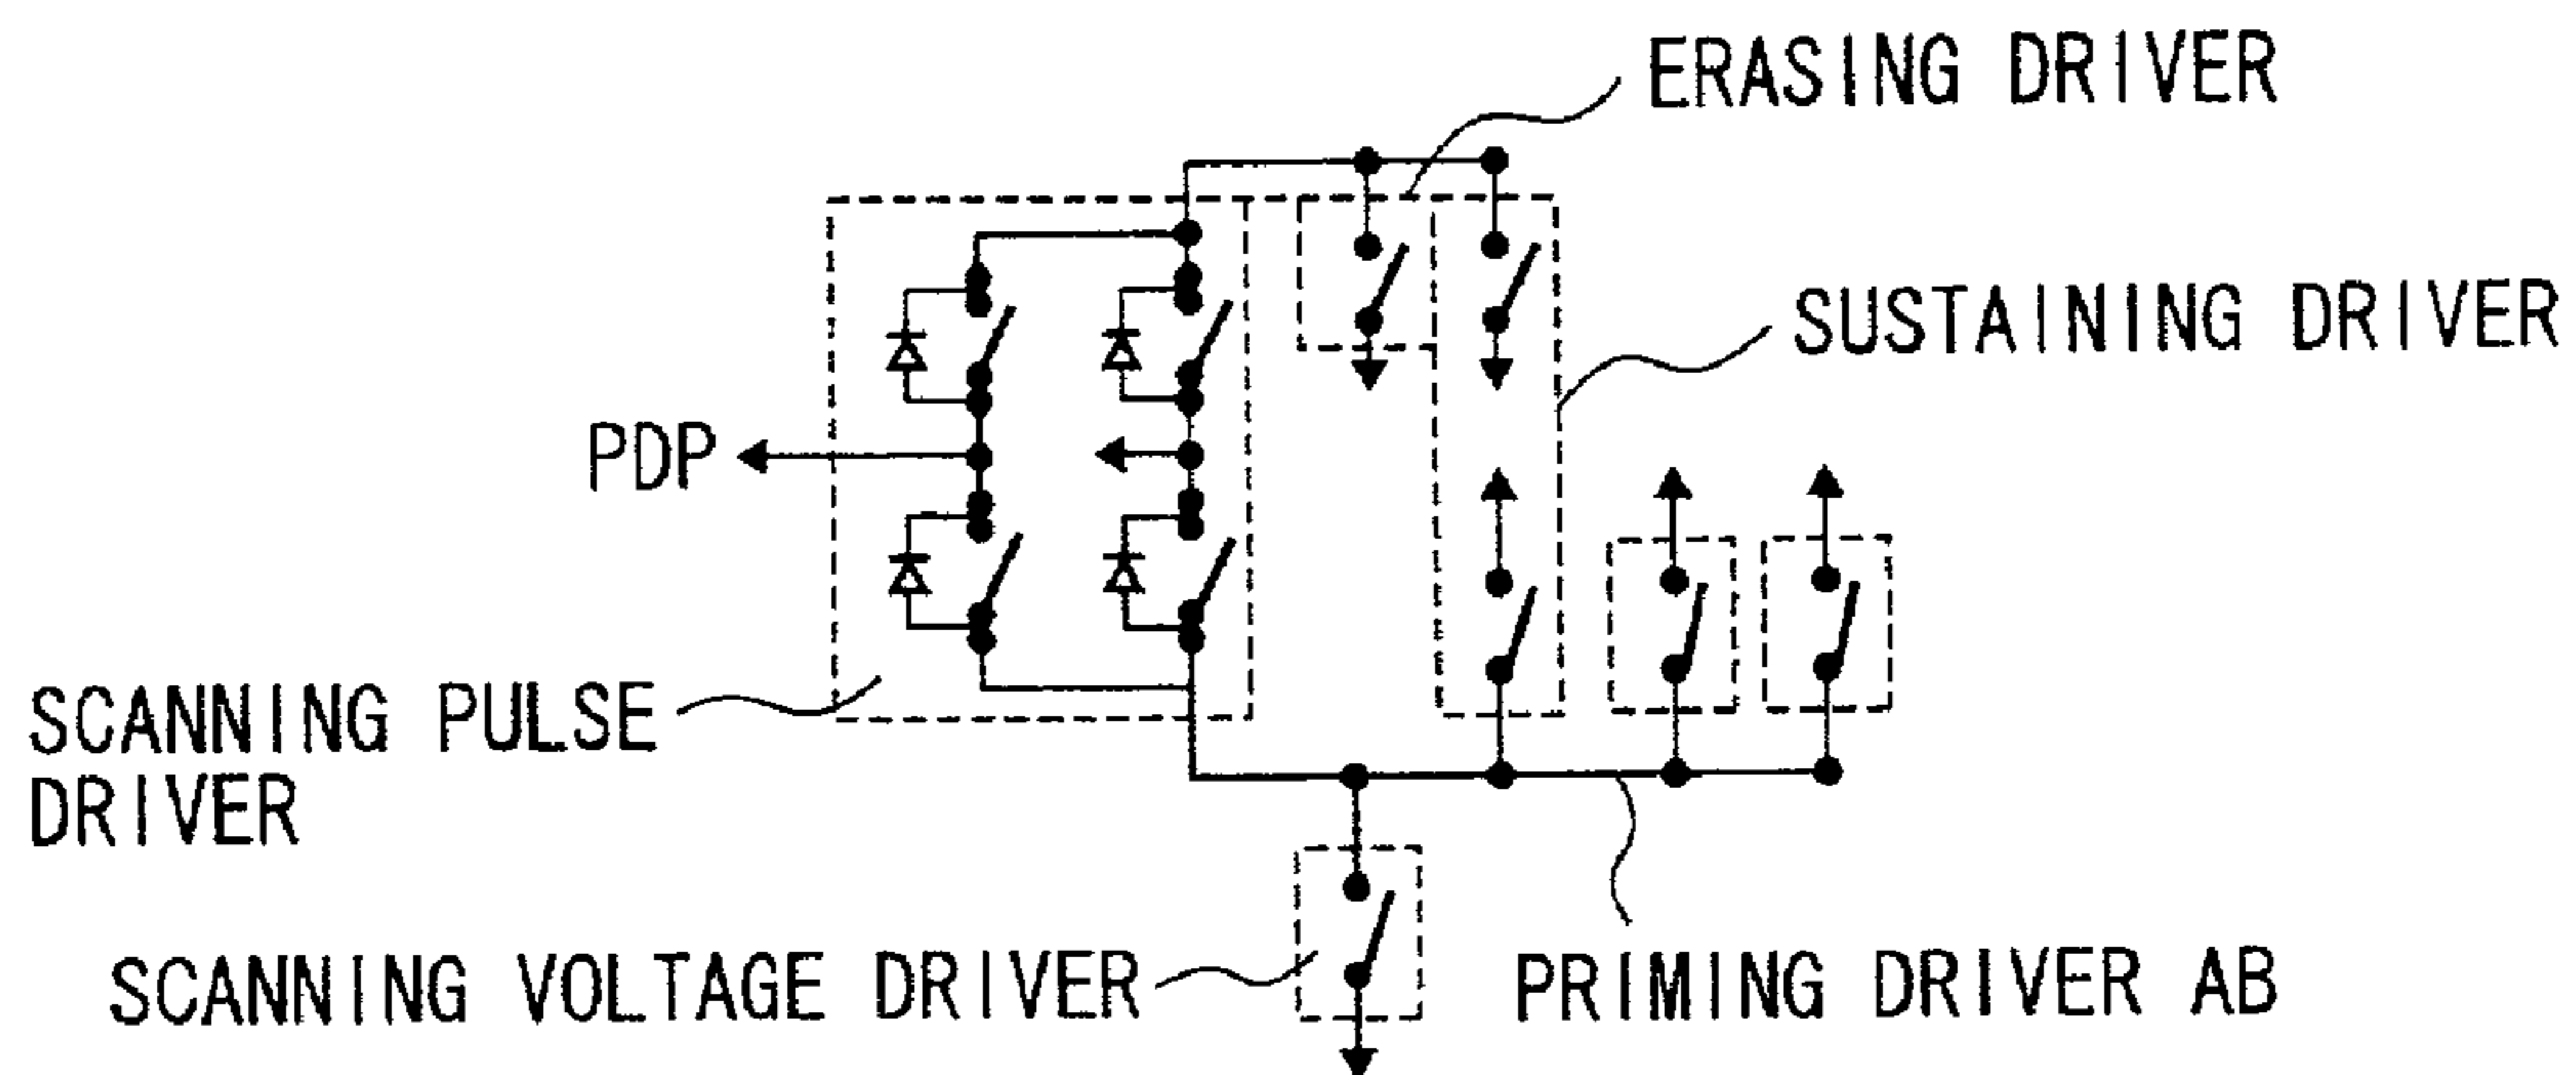 ERASING DRIVER
SUSTAINING DRIVER
PDP
SCANNING PULSE
DRIVER
SCANNING VOLTAGE DRIVER
PRIMING DRIVER AB